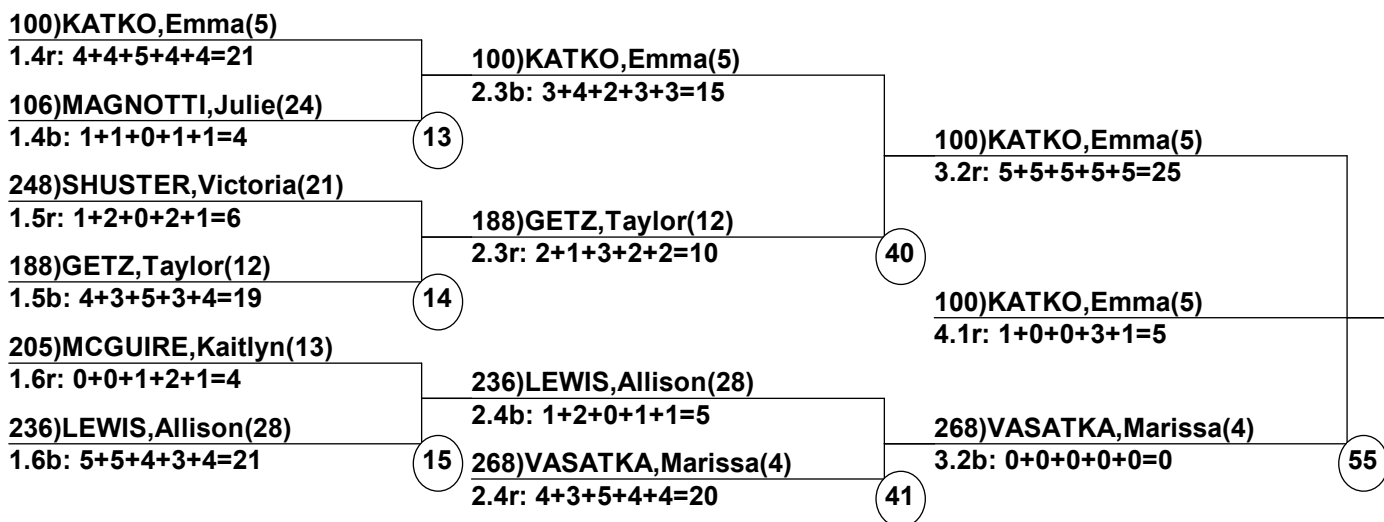 100)KATKO,Emma(5)
1.4r: 4+4+5+4+4=21
106)MAGNOTTI,Julie(24)
1.4b: 1+1+0+1+1=4
13
248)SHUSTER,Victoria(21)
1.5r: 1+2+0+2+1=6
188)GETZ,Taylor(12)
1.5b: 4+3+5+3+4=19
14
205)MCGUIRE,Kaitlyn(13)
1.6r: 0+0+1+2+1=4
236)LEWIS,Allison(28)
1.6b: 5+5+4+3+4=21
15
100)KATKO,Emma(5)
2.3b: 3+4+2+3+3=15
188)GETZ,Taylor(12)
2.3r: 2+1+3+2+2=10
40
236)LEWIS,Allison(28)
2.4b: 1+2+0+1+1=5
268)VASATKA,Marissa(4)
2.4r: 4+3+5+4+4=20
41
100)KATKO,Emma(5)
3.2r: 5+5+5+5+5=25
100)KATKO,Emma(5)
4.1r: 1+0+0+3+1=5
268)VASATKA,Marissa(4)
3.2b: 0+0+0+0+0=0
55